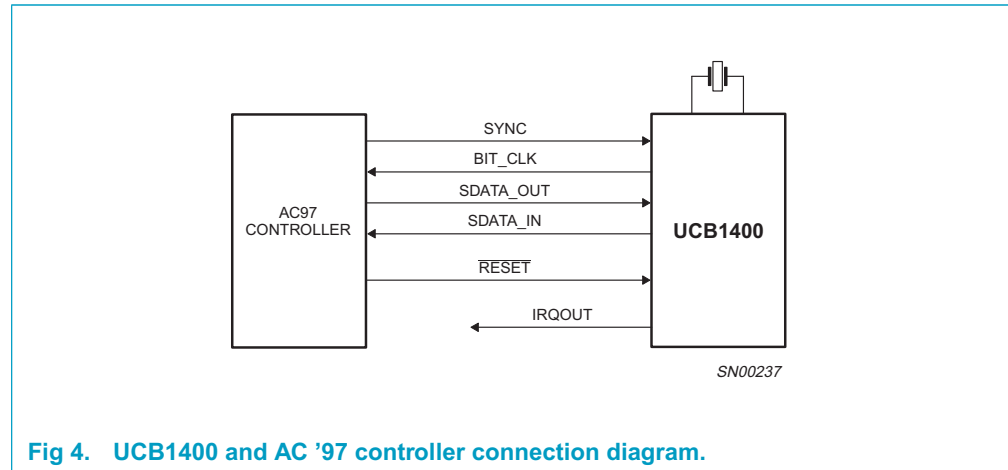 SYNC
BIT_CLK
SDATA_OUT
AC97
CONTROLLER
SDATA_IN
UCB1400
RESET
IRQOUT
SN00237
Fig 4. UCB1400 and AC ’97 controller connection diagram.